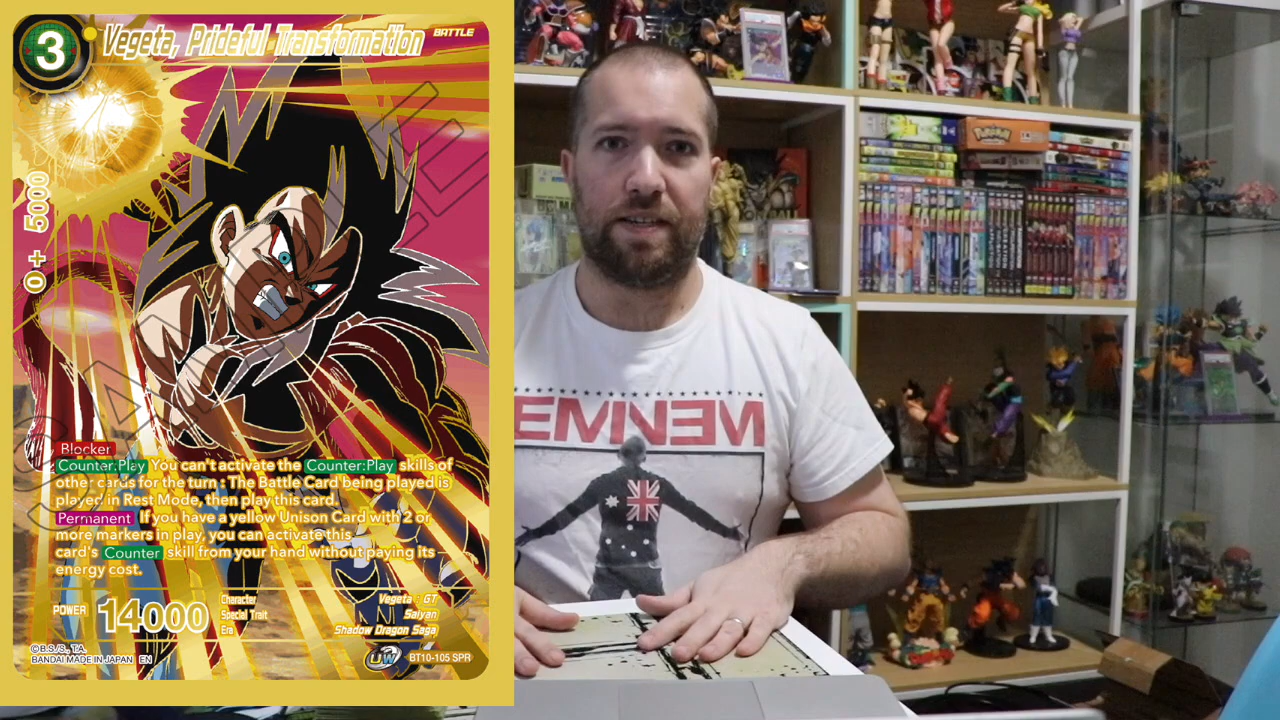 3
Vegeta, Prideful Transformation
BATTLE
0+ 5000
SAMPLE
Blocker
Counter:Play You can't activate the Counter:Play skills of
other cards for the turn : The Battle Card being played is
played in Rest Mode, then play this card.
Permanent If you have a yellow Unison Card with 2 or
more markers in play, you can activate this
card's Counter skill from your hand without paying its
energy cost.
POWER 14000
Character Vegeta : GT
Special Trait Saiyan
Era Shadow Dragon Saga
©B.S/S., T.A.
BANDAI MADE IN JAPAN EN
UW
BT10-105 SPR
POKéMON
EMINEM